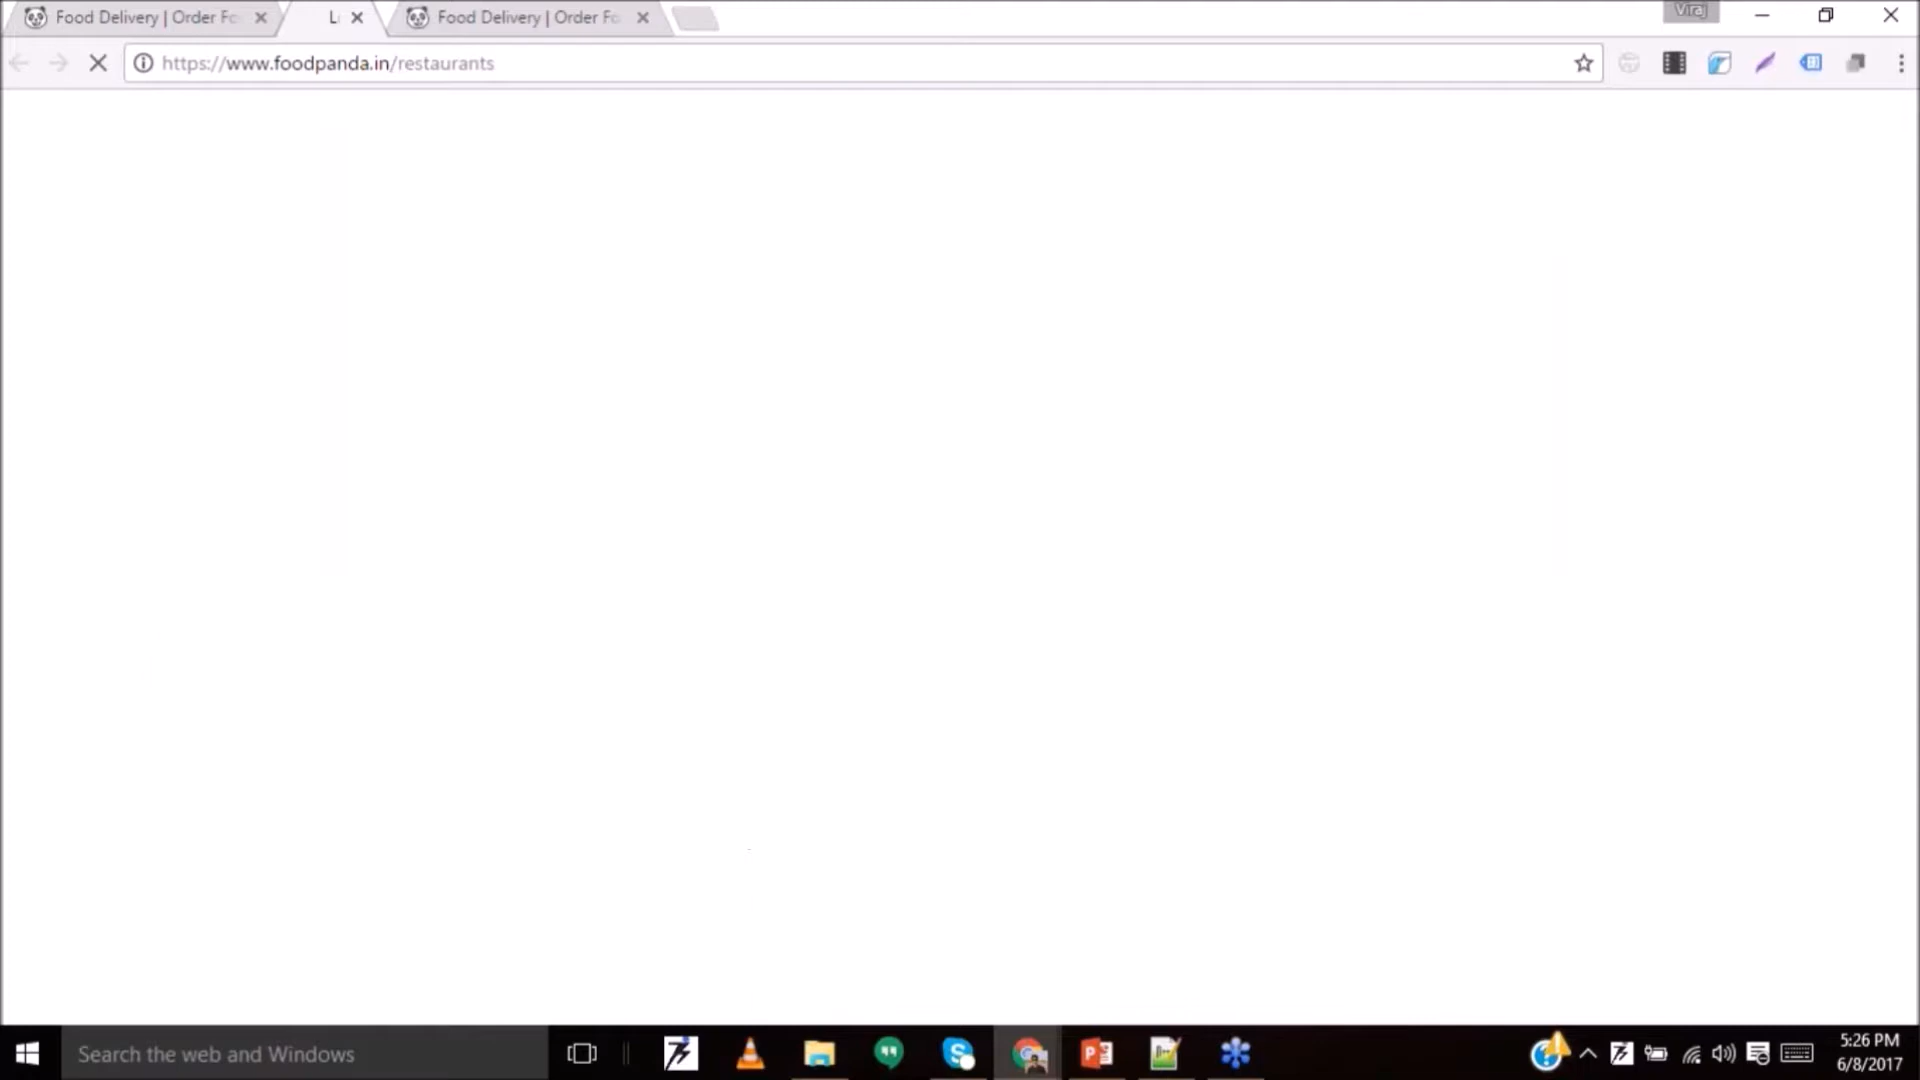 Food Delivery | Order Fo
Food Delivery | Order Fo
Viraj
https://www.foodpanda.in/restaurants
Search the web and Windows
5:26 PM
6/8/2017